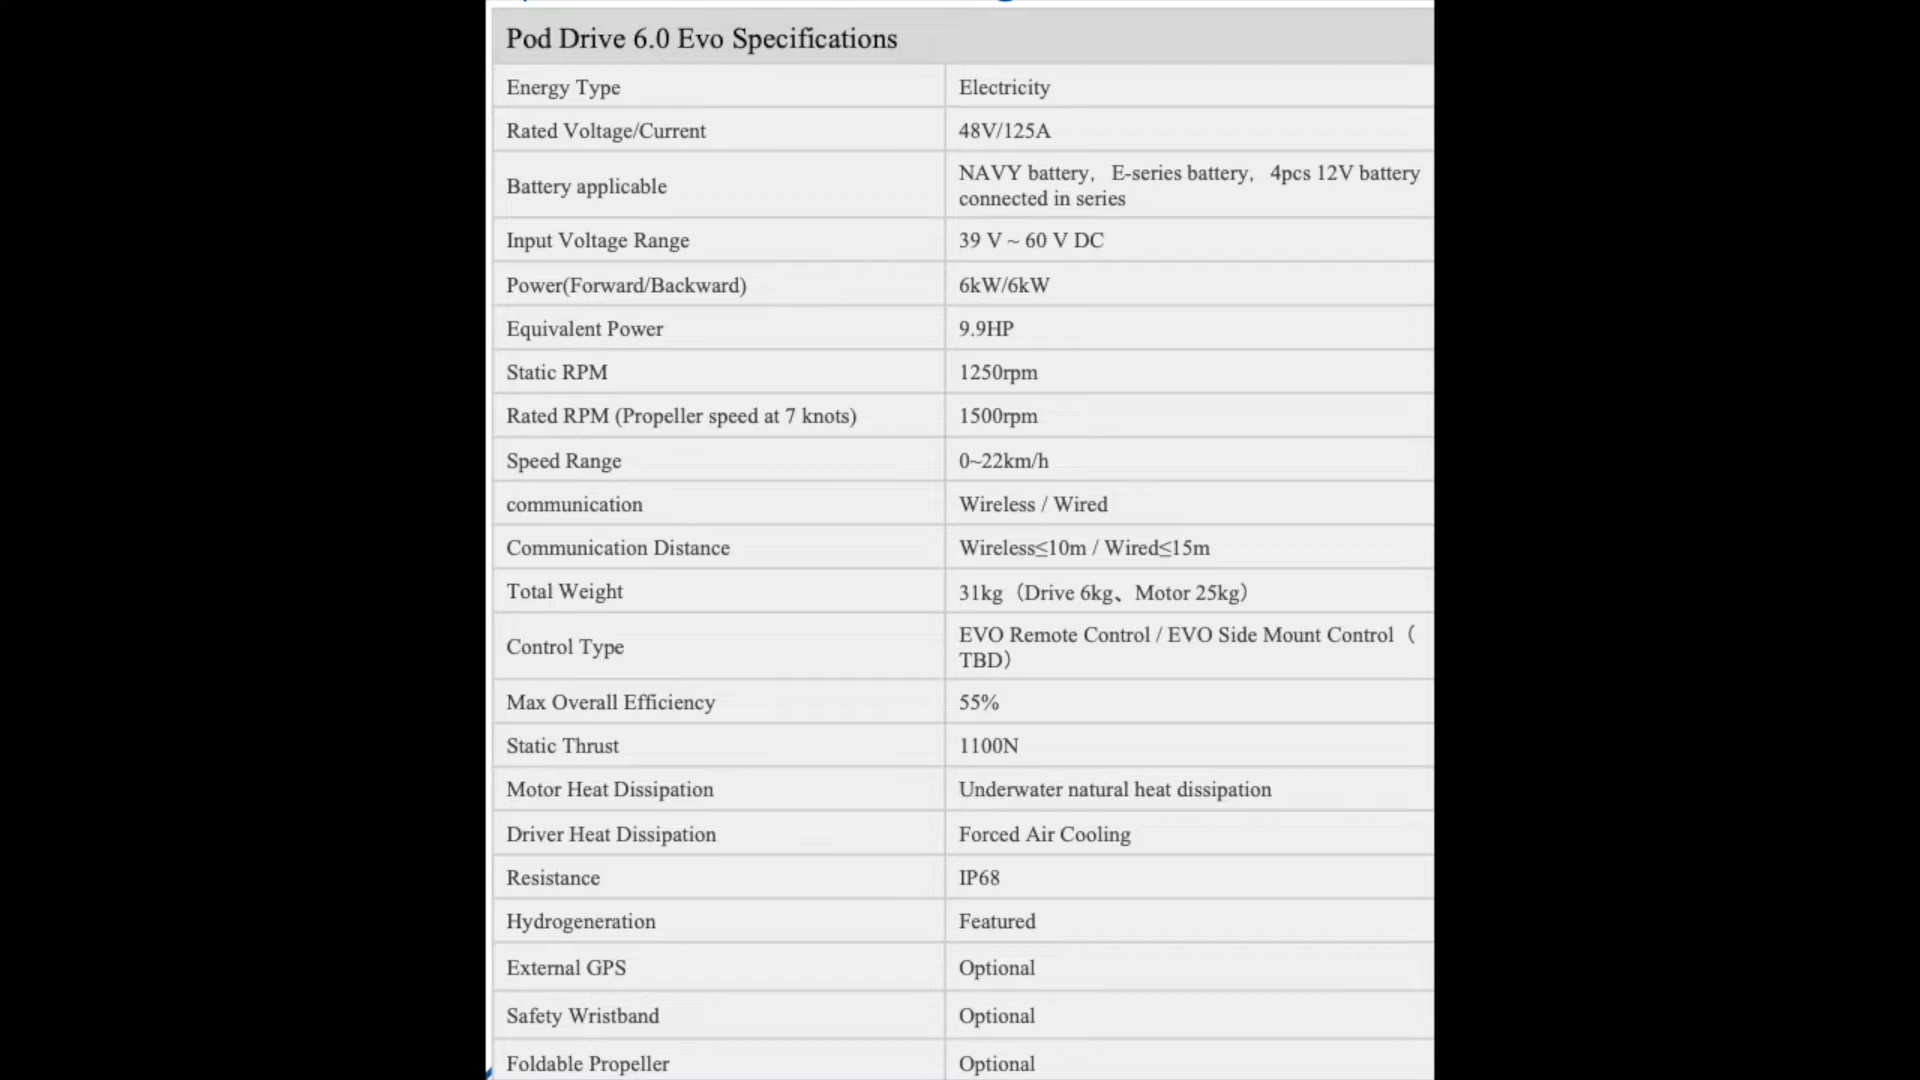 Pod Drive 6.0 Evo Specifications
Energy Type
Electricity
Rated Voltage/Current
48V/125A
Battery applicable
NAVY battery， E-series battery， 4pcs 12V battery
connected in series
Input Voltage Range
39 V ~ 60 V DC
Power(Forward/Backward)
6kW/6kW
Equivalent Power
9.9HP
Static RPM
1250rpm
Rated RPM (Propeller speed at 7 knots)
1500rpm
Speed Range
0~22km/h
communication
Wireless / Wired
Communication Distance
Wireless≤10m / Wired≤15m
Total Weight
31kg（Drive 6kg、Motor 25kg）
Control Type
EVO Remote Control / EVO Side Mount Control（
TBD）
Max Overall Efficiency
55%
Static Thrust
1100N
Motor Heat Dissipation
Underwater natural heat dissipation
Driver Heat Dissipation
Forced Air Cooling
Resistance
IP68
Hydrogeneration
Featured
External GPS
Optional
Safety Wristband
Optional
Foldable Propeller
Optional